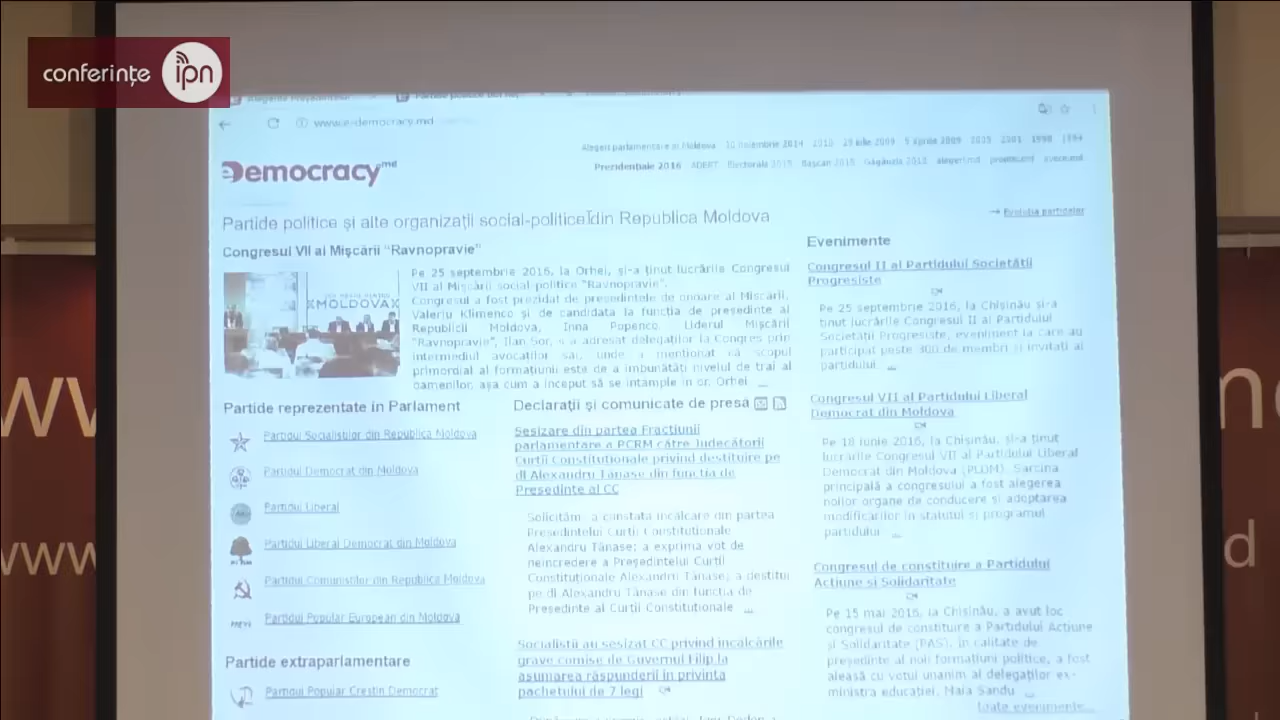 conferințe ipn
www.e-democracy.md
Alegeri parlamentare în Moldova 30 noiembrie 2014 2010 29 iulie 2009 5 aprilie 2009 2005 2001 1998 1994
Prezidențiale 2016 ADEPT Electorala 2015 Bașcan 2015 Găgăuzia 2016 alegeri.md
eDemocracy.md
Partide politice și alte organizații social-politice din Republica Moldova
→ Evoluția partidelor
Congresul VII al Mișcării "Ravnopravie"
MOLDOVA
Pe 25 septembrie 2016, la Orhei, și-a ținut lucrările Congresul
VII al Mișcării social-politice "Ravnopravie".
Congresul a fost prezidat de președintele de onoare al Mișcării,
Valeriu Klimenco și de candidata la funcția de președinte al
Republicii Moldova, Inna Popenco. Liderul Mișcării
"Ravnopravie", Ilan Șor, s-a adresat delegaților la Congres prin
intermediul avocaților săi, unde a menționat că scopul
primordial al formațiunii este de a îmbunătăți nivelul de trai al
oamenilor, așa cum a început să se întâmple în or. Orhei ...
Partide reprezentate în Parlament
Partidul Socialiștilor din Republica Moldova
Partidul Democrat din Moldova
Partidul Liberal
Partidul Liberal Democrat din Moldova
Partidul Comuniștilor din Republica Moldova
Partidul Popular European din Moldova
Partide extraparlamentare
Partidul Popular Creștin Democrat
Declarații și comunicate de presă
Sesizare din partea Fracțiunii
parlamentare a PCRM către Judecătorii
Curții Constituționale privind destituire pe
dl Alexandru Tănase din funcția de
Președinte al CC
Solicităm: a constata încălcare din partea
Președintelui Curții Constituționale
Alexandru Tănase; a exprima vot de
neîncredere a Președintelui Curții
Constituționale Alexandru Tănase; a destitui
pe dl Alexandru Tănase din funcția de
Președinte al Curții Constituționale ...
Socialiștii au sesizat CC privind încălcările
grave comise de Guvernul Filip la
asumarea răspunderii în privința
pachetului de 7 legi
Evenimente
Congresul II al Partidului Societății
Progresiste
Pe 25 septembrie 2016, la Chișinău și-a
ținut lucrările Congresul II al Partidului
Societății Progresiste, eveniment la care au
participat peste 300 de membri și invitați ai
partidului. ...
Congresul VII al Partidului Liberal
Democrat din Moldova
Pe 18 iunie 2016, la Chișinău, și-a ținut
lucrările Congresul VII al Partidului Liberal
Democrat din Moldova (PLDM). Sarcina
principală a congresului a fost alegerea
noilor organe de conducere și adoptarea
modificărilor în statutul și programul
partidului ...
Congresul de constituire a Partidului
Acțiune și Solidaritate
Pe 15 mai 2016, la Chișinău, a avut loc
congresul de constituire a Partidului Acțiune
și Solidaritate (PAS). În calitate de
președinte al noii formațiuni politice, a fost
aleasă cu votul unanim al delegaților ex-
ministra educației, Maia Sandu ...
toate evenimente...